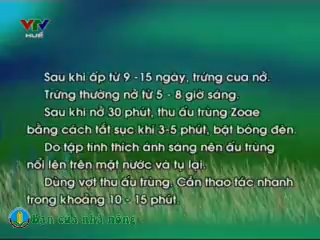 VTV
HUẾ
Sau khi ấp từ 9 -15 ngày, trứng cua nở.
Trứng thường nở từ 5 - 8 giờ sáng.
Sau khi nở 30 phút, thu ấu trùng Zoae
bằng cách tắt sục khí 3-5 phút, bật bóng đèn.
Do tập tính thích ánh sáng nên ấu trùng
nổi lên trên mặt nước và tụ lại.
Dùng vợt thu ấu trùng. Cần thao tác nhanh
trong khoảng 10 - 15 phút.
Bạn của nhà nông